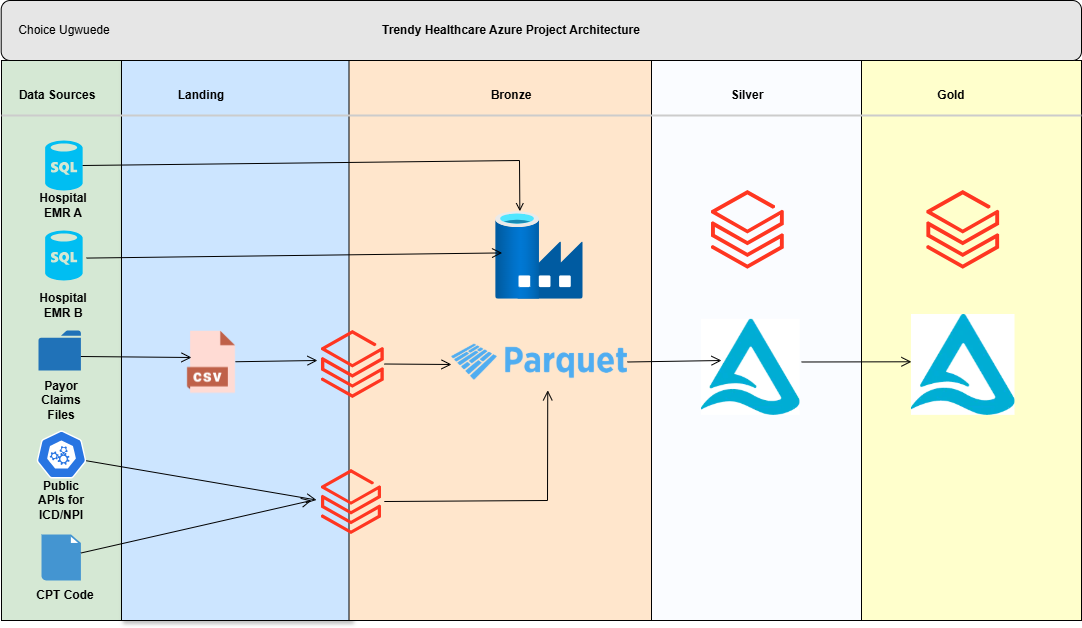 Choice Ugwuede
Trendy Healthcare Azure Project Architecture
Data Sources
Landing
Bronze
Silver
Gold
SQL
Hospital
EMR A
SQL
Hospital
EMR B
Payor
Claims
Files
CSV
Parquet
Public
APIs for
ICD/NPI
CPT Code